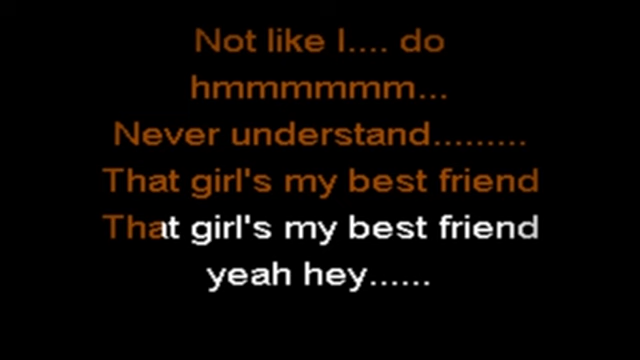 Not like I.... do
hmmmmmm...
Never understand.........
That girl's my best friend
That girl's my best friend
yeah hey......